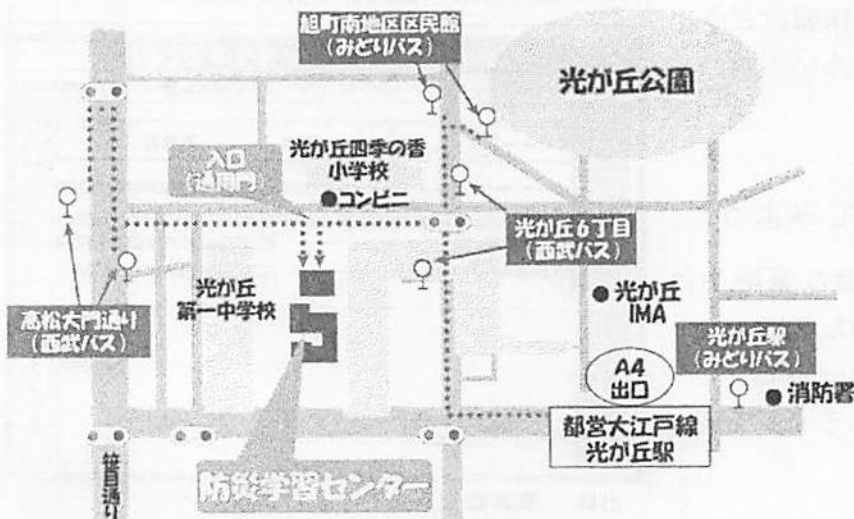 旭町南地区区民館
(みどりバス)
光が丘公園
入口
(通用門)
光が丘四季の香
小学校
コンビニ
光が丘6丁目
(西武バス)
光が丘
第一中学校
光が丘
IMA
高松大門通り
(西武バス)
光が丘駅
(みどりバス)
A4
出口
消防署
都営大江戸線
光が丘駅
防災学習センター
笹目通り